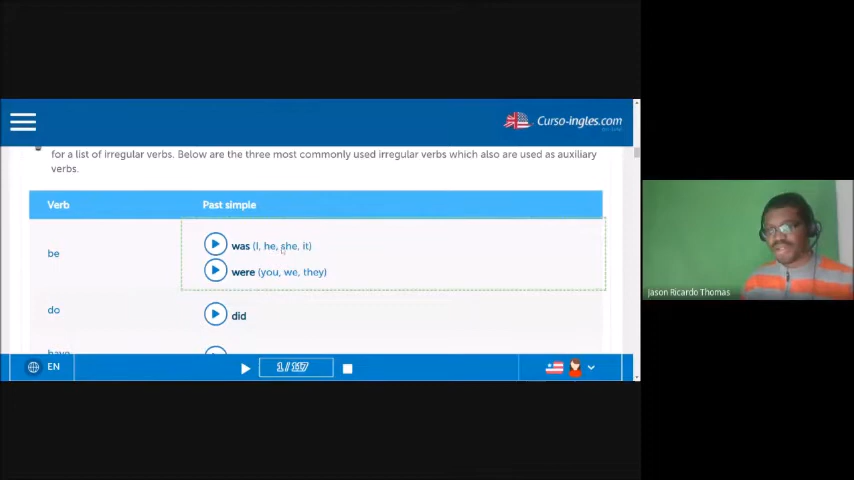 Curso-ingles.com
for a list of irregular verbs. Below are the three most commonly used irregular verbs which also are used as auxiliary
verbs.
Verb Past simple
be
was (I, he, she, it)
were (you, we, they)
do did
have
EN
1 / 117
Jason Ricardo Thomas